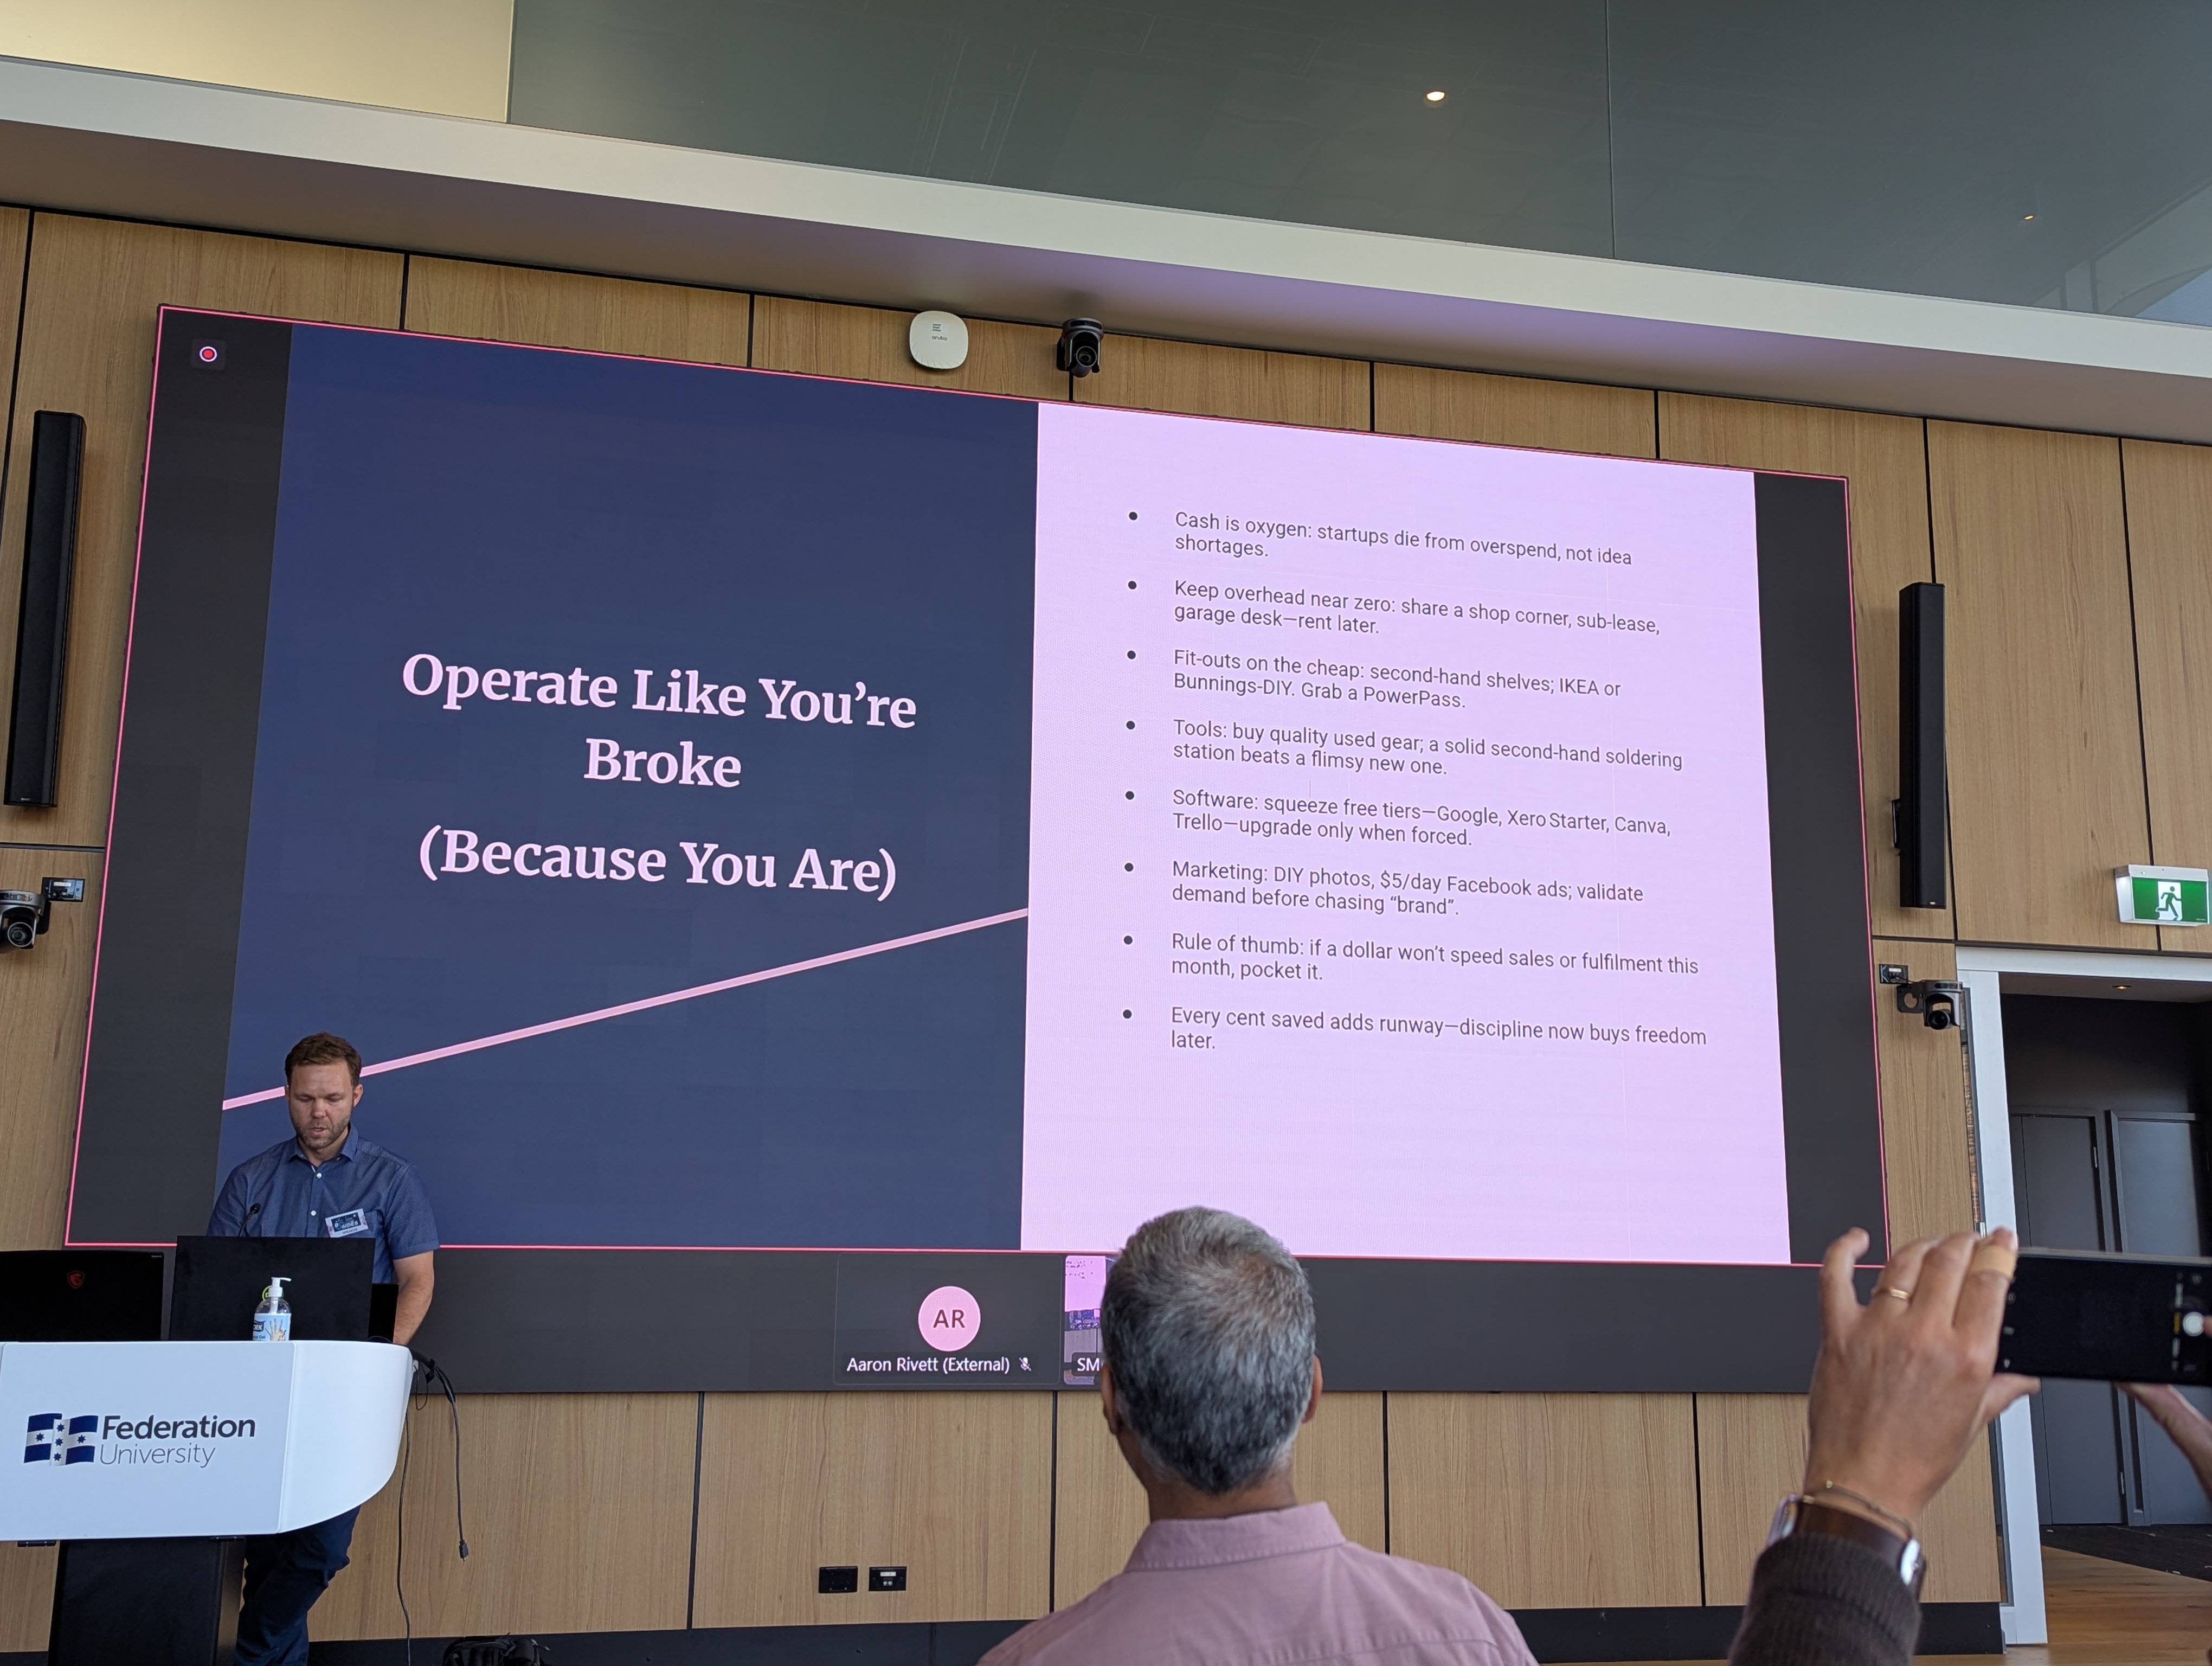 Operate Like You’re
Broke
(Because You Are)
● Cash is oxygen: startups die from overspend, not idea
shortages.
● Keep overhead near zero: share a shop corner, sub-lease,
garage desk—rent later.
● Fit-outs on the cheap: second-hand shelves; IKEA or
Bunnings-DIY. Grab a PowerPass.
● Tools: buy quality used gear; a solid second-hand soldering
station beats a flimsy new one.
● Software: squeeze free tiers—Google, Xero Starter, Canva,
Trello—upgrade only when forced.
● Marketing: DIY photos, $5/day Facebook ads; validate
demand before chasing “brand”.
● Rule of thumb: if a dollar won’t speed sales or fulfilment this
month, pocket it.
● Every cent saved adds runway—discipline now buys freedom
later.
AR
Aaron Rivett (External)
SM
Federation
University